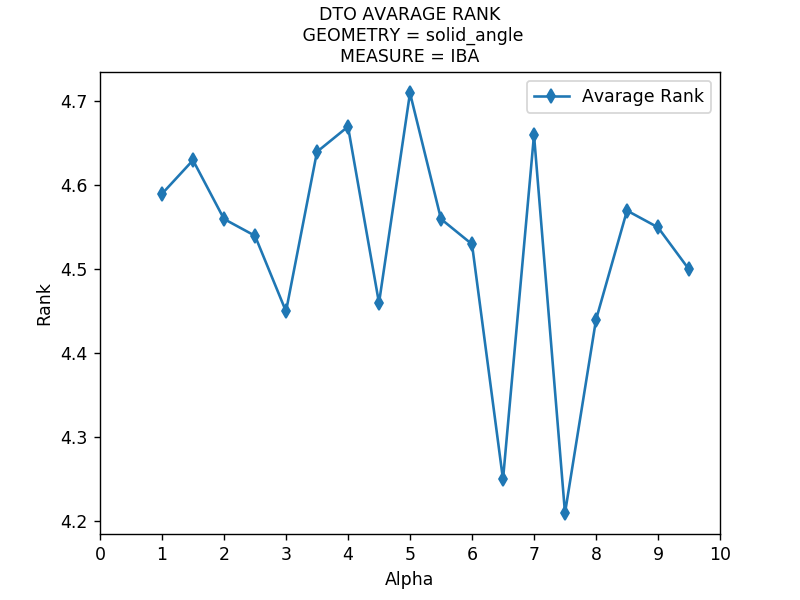 DTO AVARAGE RANK
GEOMETRY = solid_angle
MEASURE = IBA
Avarage Rank
4.7
4.6
4.5
4.4
4.3
4.2
Rank
0 1 2 3 4 5 6 7 8 9 10
Alpha